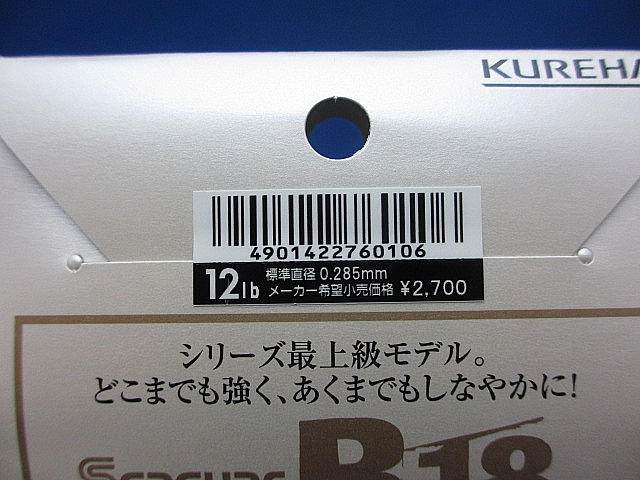 KUREHA
4901422760106
12lb 標準直径 0.285mm
メーカー希望小売価格 ¥2,700
シリーズ最上級モデル。
どこまでも強く、あくまでもしなやかに!
SEAGUAR R18